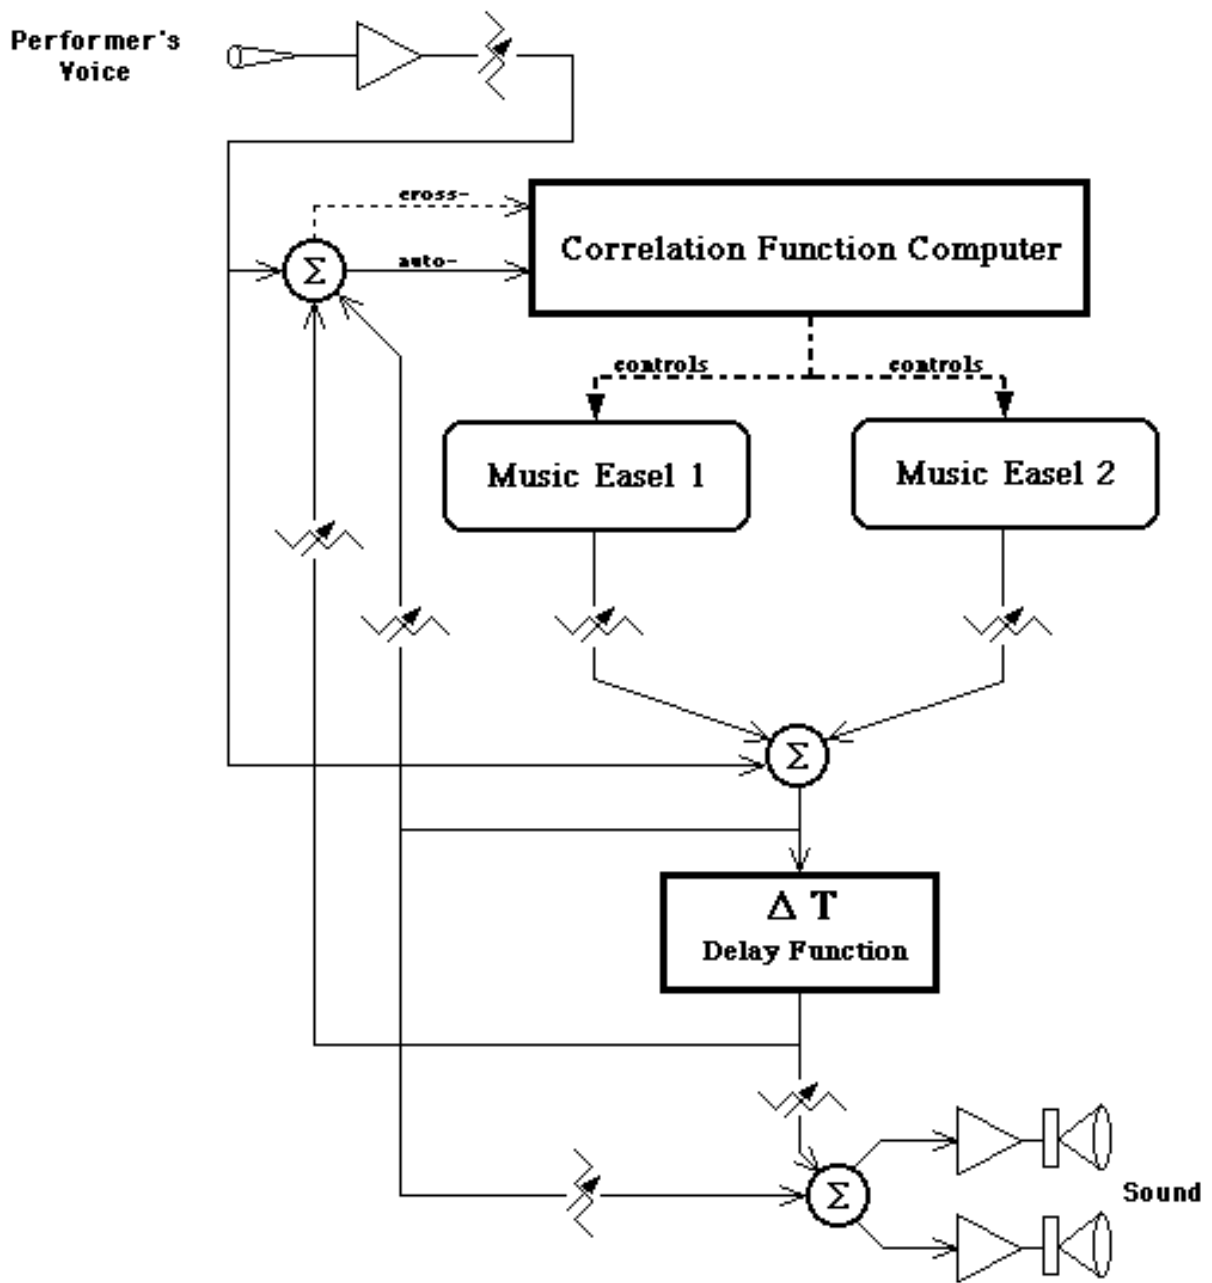 Performer's
Voice
cross-
Correlation Function Computer
Σ
auto-
controls
controls
Music Easel 1
Music Easel 2
Σ
Δ T
Delay Function
Σ
Sound